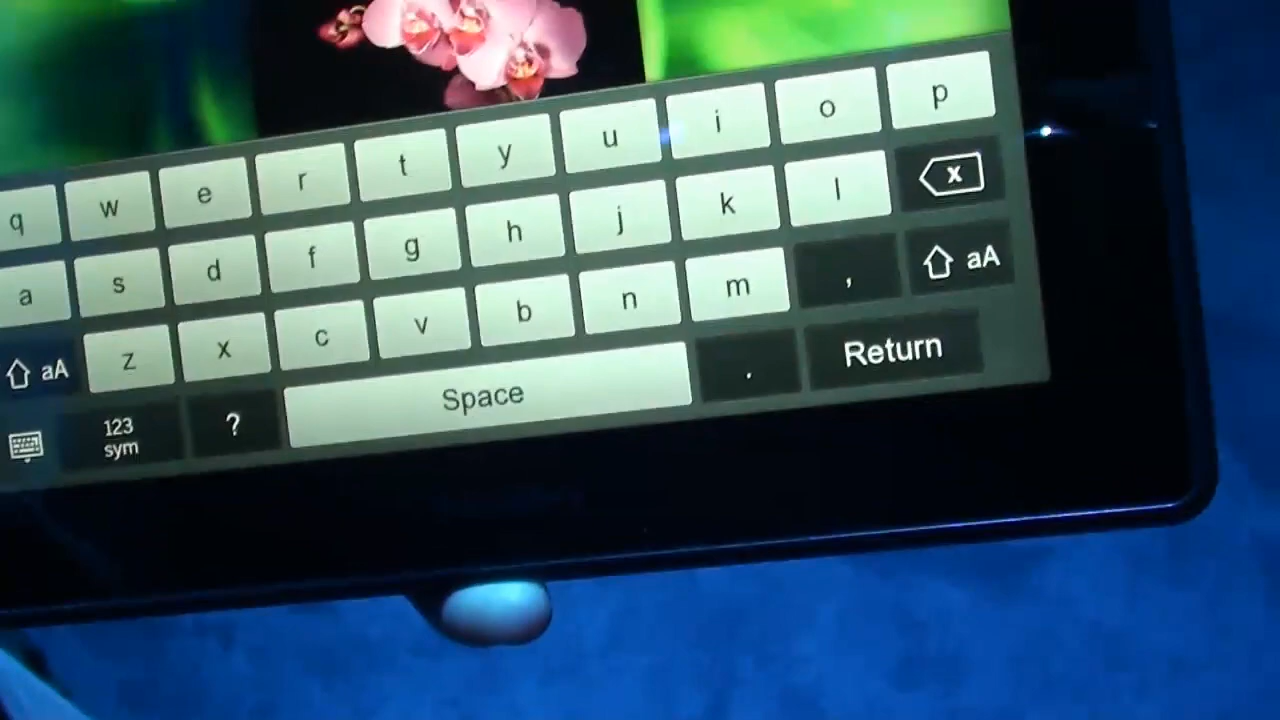 q w e r t y u i o p
a s d f g h j k l x
aA z x c v b n m , aA
123 sym ? Space . Return